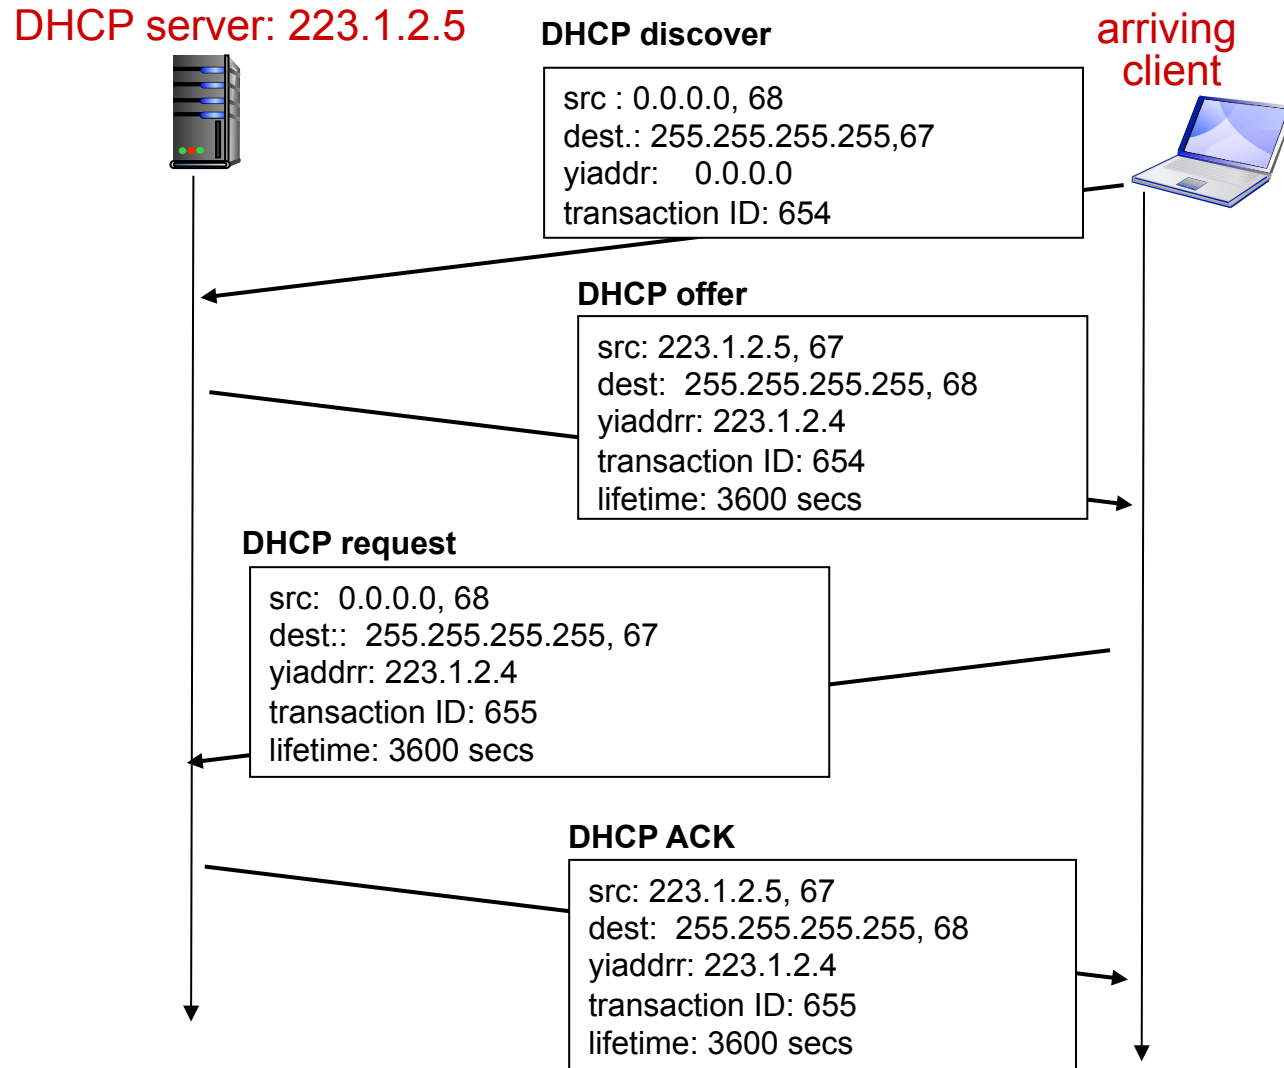 DHCP server: 223.1.2.5
DHCP discover
arriving
client
src : 0.0.0.0, 68
dest.: 255.255.255.255,67
yiaddr: 0.0.0.0
transaction ID: 654
DHCP offer
src: 223.1.2.5, 67
dest: 255.255.255.255, 68
yiaddrr: 223.1.2.4
transaction ID: 654
lifetime: 3600 secs
DHCP request
src: 0.0.0.0, 68
dest:: 255.255.255.255, 67
yiaddrr: 223.1.2.4
transaction ID: 655
lifetime: 3600 secs
DHCP ACK
src: 223.1.2.5, 67
dest: 255.255.255.255, 68
yiaddrr: 223.1.2.4
transaction ID: 655
lifetime: 3600 secs